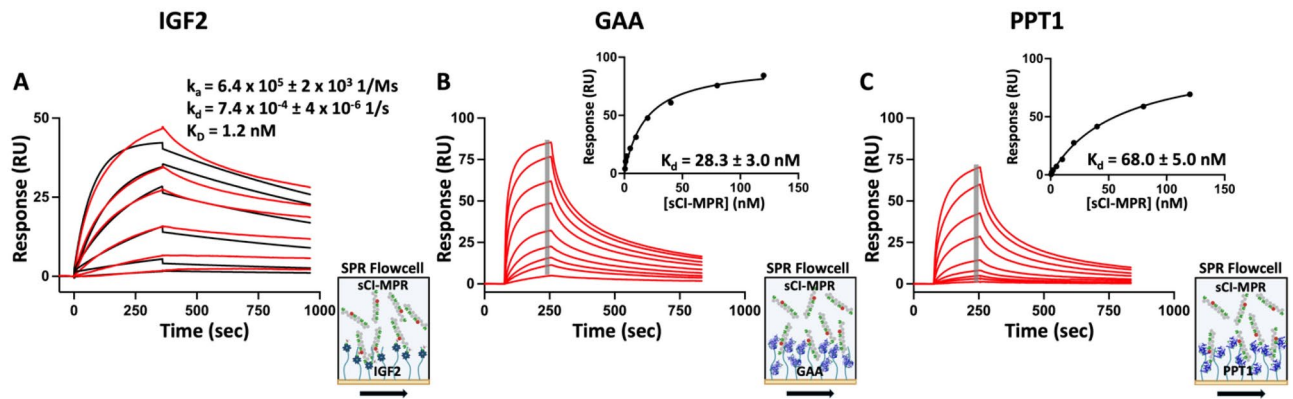 IGF2
GAA
PPT1
A
kₐ = 6.4 x 10⁵ ± 2 x 10³ 1/Ms
k_d = 7.4 x 10⁻⁴ ± 4 x 10⁻⁶ 1/s
K_D = 1.2 nM
Response (RU)
50
25
0
0 250 500 750 1000
Time (sec)
SPR Flowcell
sCI-MPR
IGF2
B
Response (RU)
100
75
50
25
0
0 250 500 750 1000
Time (sec)
Response (RU)
100
50
0
0 50 100 150
[sCI-MPR] (nM)
K_d = 28.3 ± 3.0 nM
SPR Flowcell
sCI-MPR
GAA
C
Response (RU)
100
75
50
25
0
0 250 500 750 1000
Time (sec)
Response (RU)
100
50
0
0 50 100 150
[sCI-MPR] (nM)
K_d = 68.0 ± 5.0 nM
SPR Flowcell
sCI-MPR
PPT1